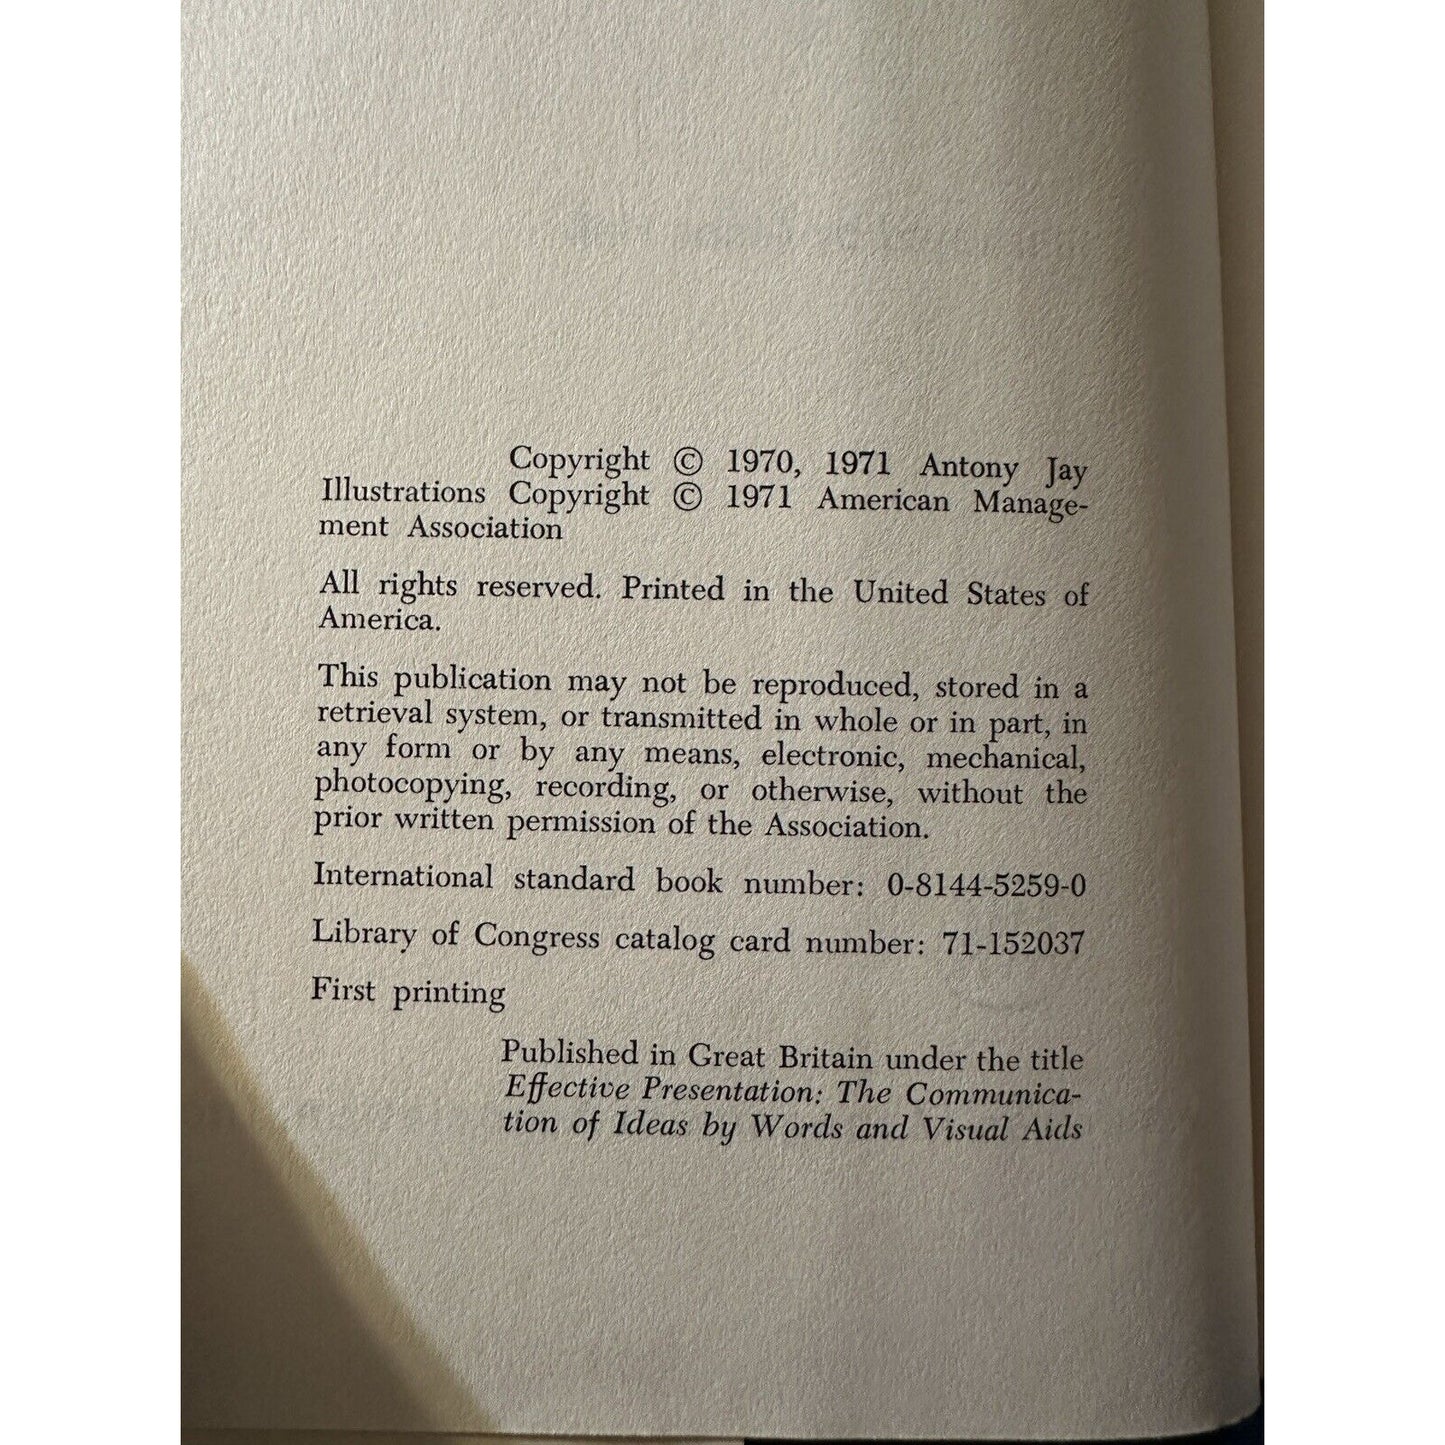 Copyright © 1970, 1971 Antony Jay
Illustrations Copyright © 1971 American Manage-
ment Association
All rights reserved. Printed in the United States of
America.
This publication may not be reproduced, stored in a
retrieval system, or transmitted in whole or in part, in
any form or by any means, electronic, mechanical,
photocopying, recording, or otherwise, without the
prior written permission of the Association.
International standard book number: 0-8144-5259-0
Library of Congress catalog card number: 71-152037
First printing
Published in Great Britain under the title
Effective Presentation: The Communica-
tion of Ideas by Words and Visual Aids